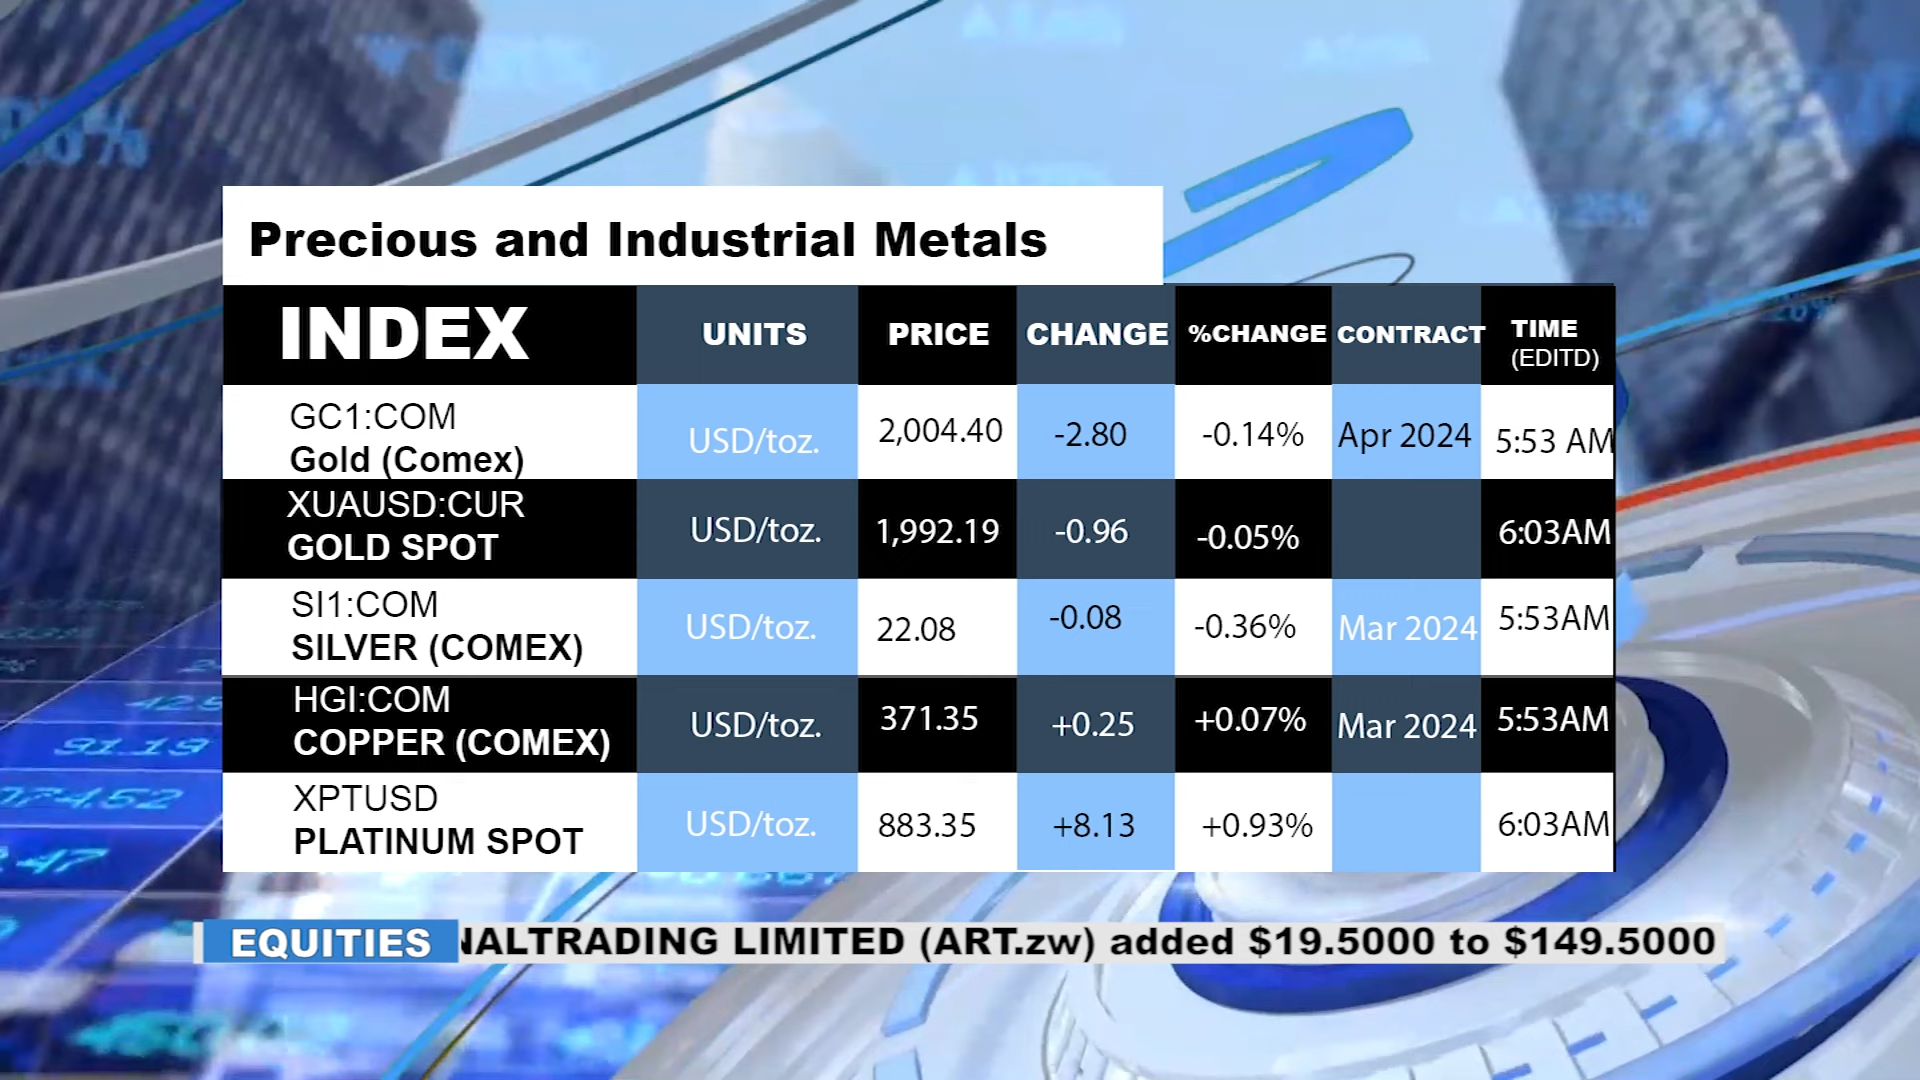 Precious and Industrial Metals
INDEX UNITS PRICE CHANGE %CHANGE CONTRACT TIME
(EDITD)
GC1:COM
Gold (Comex) USD/toz. 2,004.40 -2.80 -0.14% Apr 2024 5:53 AM
XUAUSD:CUR
GOLD SPOT USD/toz. 1,992.19 -0.96 -0.05% 6:03AM
SI1:COM
SILVER (COMEX) USD/toz. 22.08 -0.08 -0.36% Mar 2024 5:53AM
HGI:COM
COPPER (COMEX) USD/toz. 371.35 +0.25 +0.07% Mar 2024 5:53AM
XPTUSD
PLATINUM SPOT USD/toz. 883.35 +8.13 +0.93% 6:03AM
EQUITIES NALTRADING LIMITED (ART.zw) added $19.5000 to $149.5000
91.19